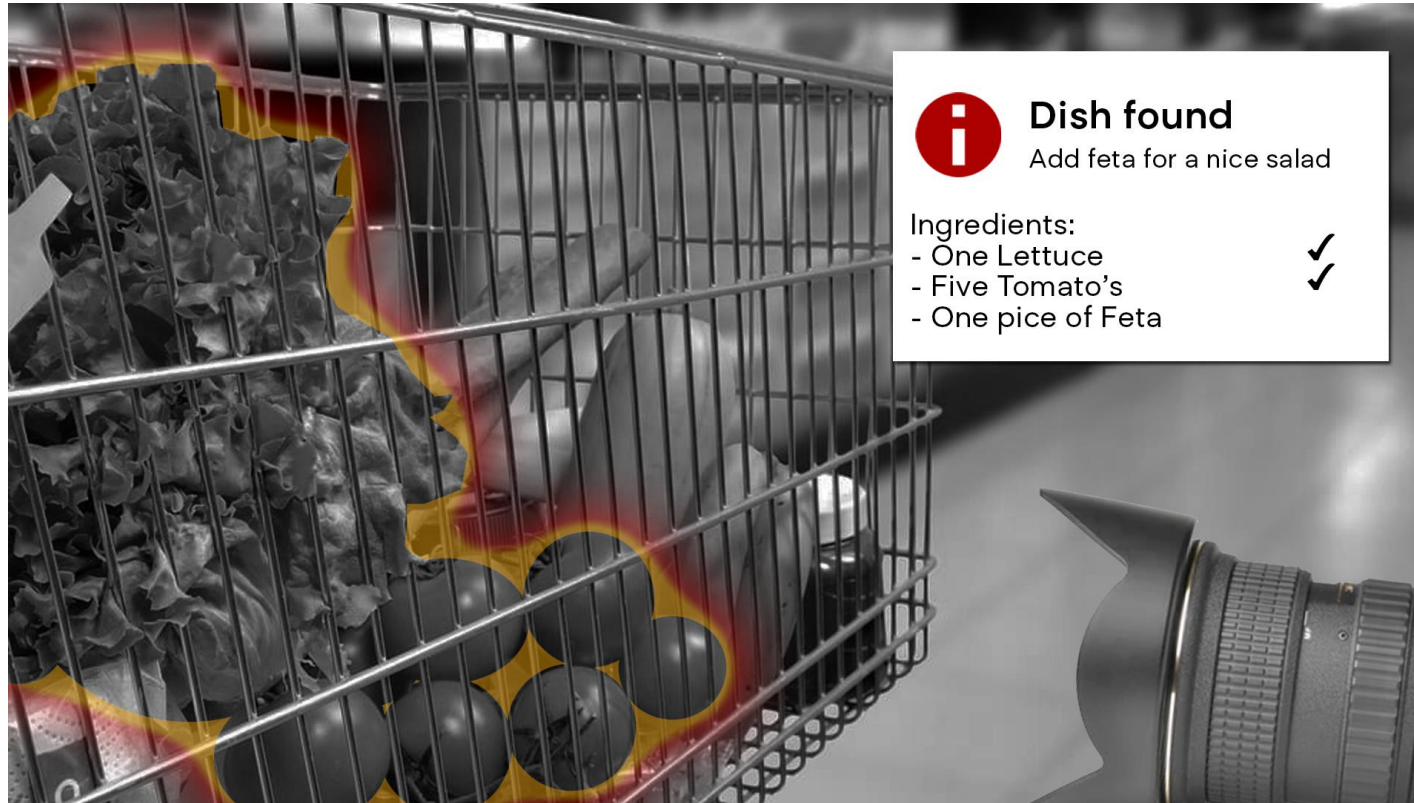 Dish found
Add feta for a nice salad
Ingredients:
- One Lettuce ✓
- Five Tomato’s ✓
- One pice of Feta